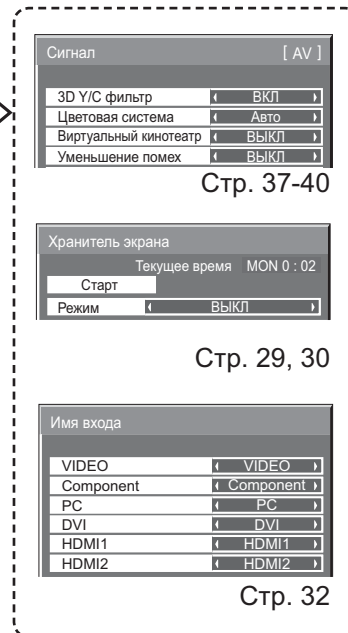 Сигнал [ AV ]
3D Y/C фильтр ВКЛ
Цветовая система Авто
Виртуальный кинотеатр ВЫКЛ
Уменьшение помех ВЫКЛ
Стр. 37-40
Хранитель экрана
Текущее время MON 0 : 02
Старт
Режим ВЫКЛ
Стр. 29, 30
Имя входа
VIDEO VIDEO
Component Component
PC PC
DVI DVI
HDMI1 HDMI1
HDMI2 HDMI2
Стр. 32